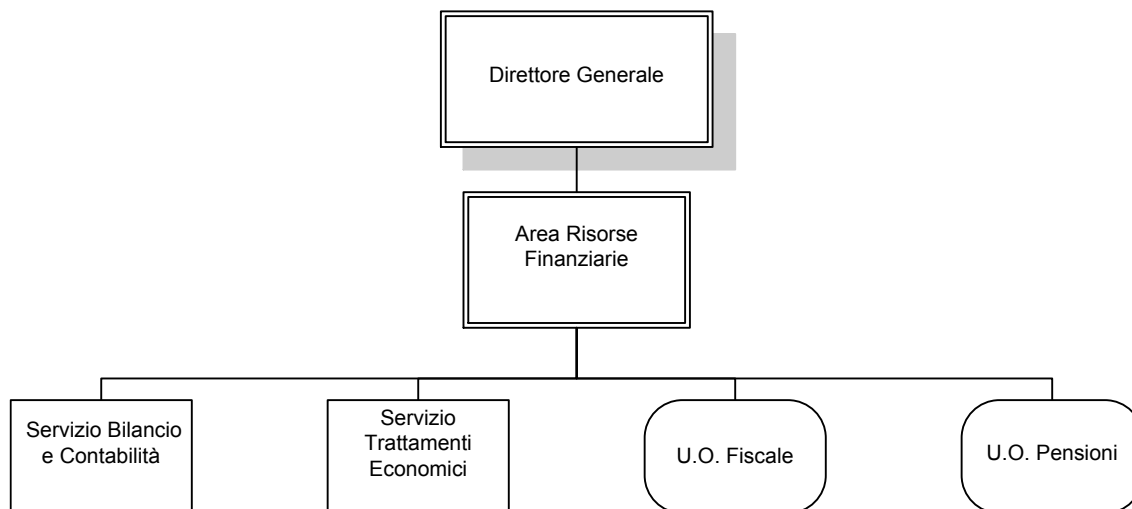 Direttore Generale
Area Risorse
Finanziarie
Servizio Bilancio
e Contabilità
Servizio
Trattamenti
Economici
U.O. Fiscale
U.O. Pensioni